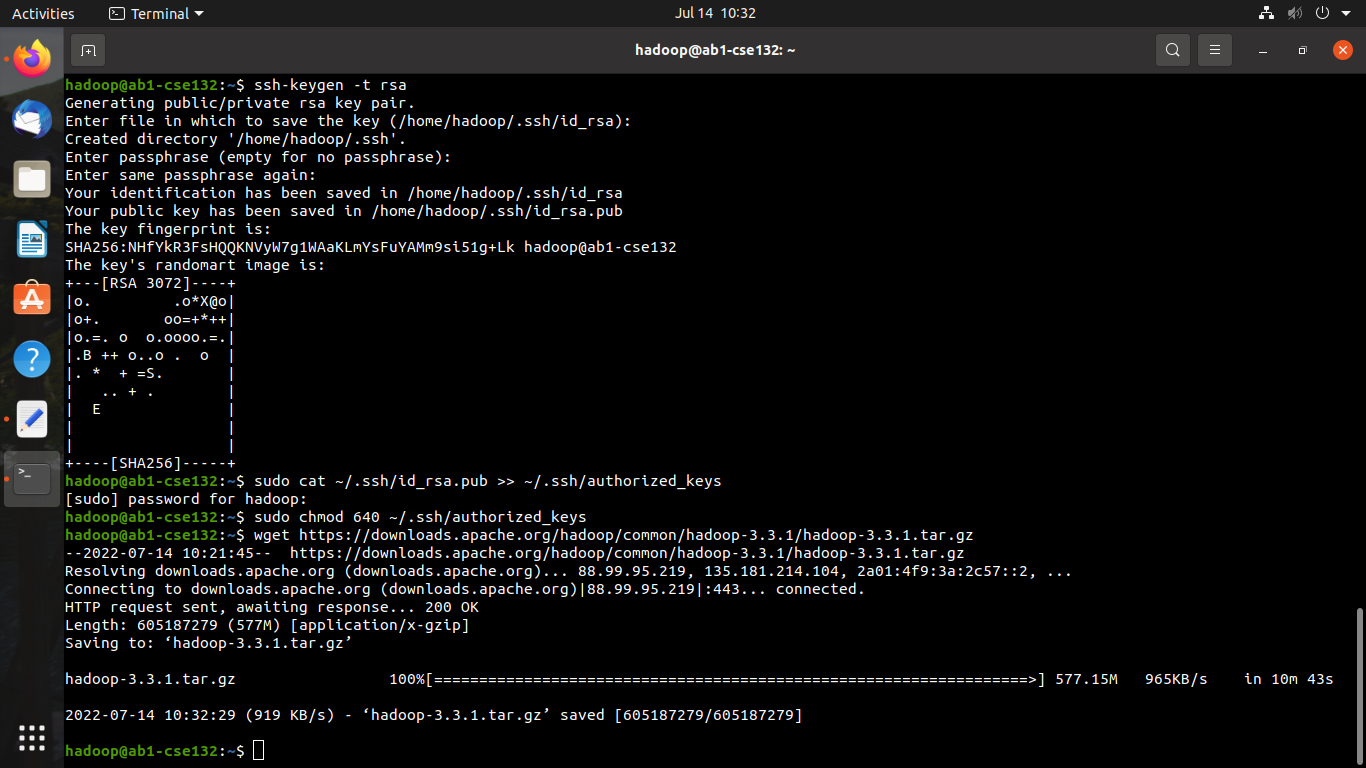 Activities Terminal Jul 14 10:32
hadoop@ab1-cse132: ~
hadoop@ab1-cse132:~$ ssh-keygen -t rsa
Generating public/private rsa key pair.
Enter file in which to save the key (/home/hadoop/.ssh/id_rsa):
Created directory '/home/hadoop/.ssh'.
Enter passphrase (empty for no passphrase):
Enter same passphrase again:
Your identification has been saved in /home/hadoop/.ssh/id_rsa
Your public key has been saved in /home/hadoop/.ssh/id_rsa.pub
The key fingerprint is:
SHA256:NHfYkR3FsHQQKNVyW7g1WAaKLmYsFuYAMm9si51g+Lk hadoop@ab1-cse132
The key's randomart image is:
+---[RSA 3072]----+
|o.         .o*X@o|
|o+.       oo=+*++|
|o.=. o  o.oooo.=.|
|.B ++ o..o .  o  |
|. *  + =S.       |
|   .. + .        |
|  E              |
|                 |
|                 |
+----[SHA256]-----+
hadoop@ab1-cse132:~$ sudo cat ~/.ssh/id_rsa.pub >> ~/.ssh/authorized_keys
[sudo] password for hadoop:
hadoop@ab1-cse132:~$ sudo chmod 640 ~/.ssh/authorized_keys
hadoop@ab1-cse132:~$ wget https://downloads.apache.org/hadoop/common/hadoop-3.3.1/hadoop-3.3.1.tar.gz
--2022-07-14 10:21:45--  https://downloads.apache.org/hadoop/common/hadoop-3.3.1/hadoop-3.3.1.tar.gz
Resolving downloads.apache.org (downloads.apache.org)... 88.99.95.219, 135.181.214.104, 2a01:4f9:3a:2c57::2, ...
Connecting to downloads.apache.org (downloads.apache.org)|88.99.95.219|:443... connected.
HTTP request sent, awaiting response... 200 OK
Length: 605187279 (577M) [application/x-gzip]
Saving to: ‘hadoop-3.3.1.tar.gz’
hadoop-3.3.1.tar.gz 100%[==================================================================>] 577.15M 965KB/s in 10m 43s
2022-07-14 10:32:29 (919 KB/s) - ‘hadoop-3.3.1.tar.gz’ saved [605187279/605187279]
hadoop@ab1-cse132:~$